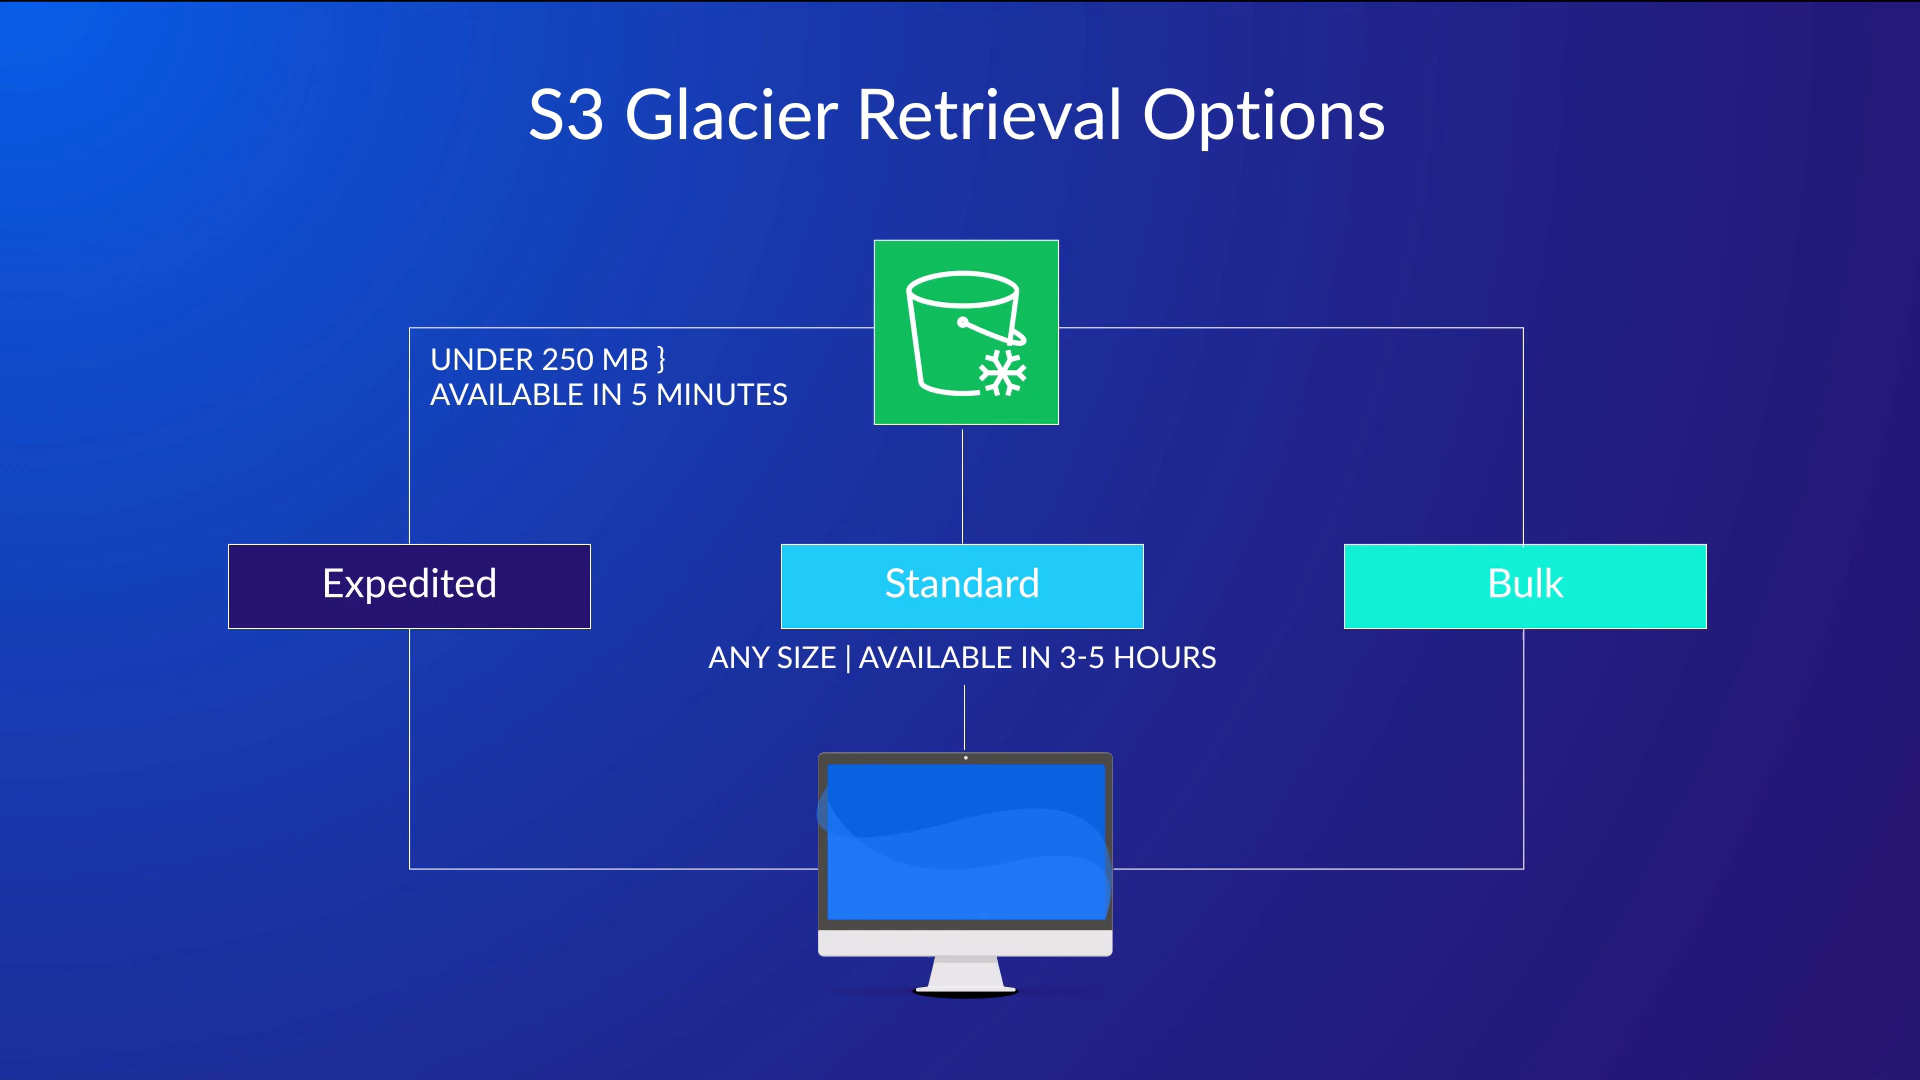 S3 Glacier Retrieval Options
UNDER 250 MB }
AVAILABLE IN 5 MINUTES
Expedited
Standard
Bulk
ANY SIZE | AVAILABLE IN 3-5 HOURS